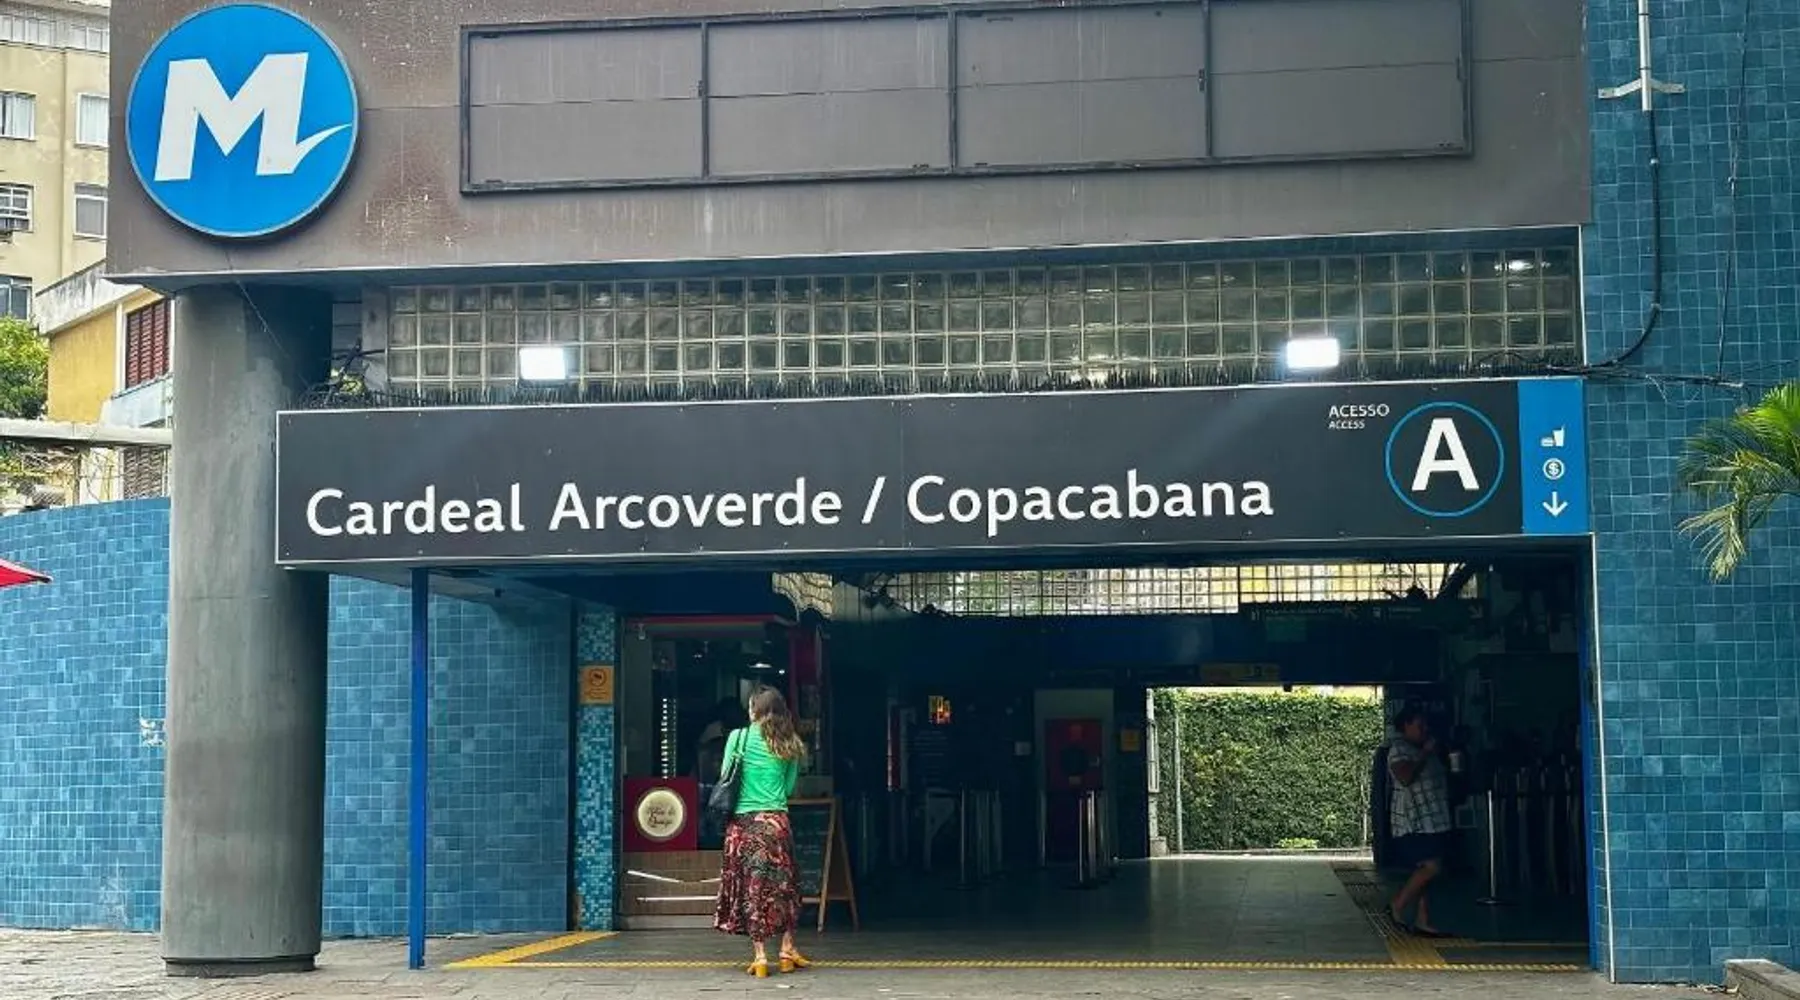 M
Cardeal Arcoverde / Copacabana
ACESSO
ACCESS
A
$